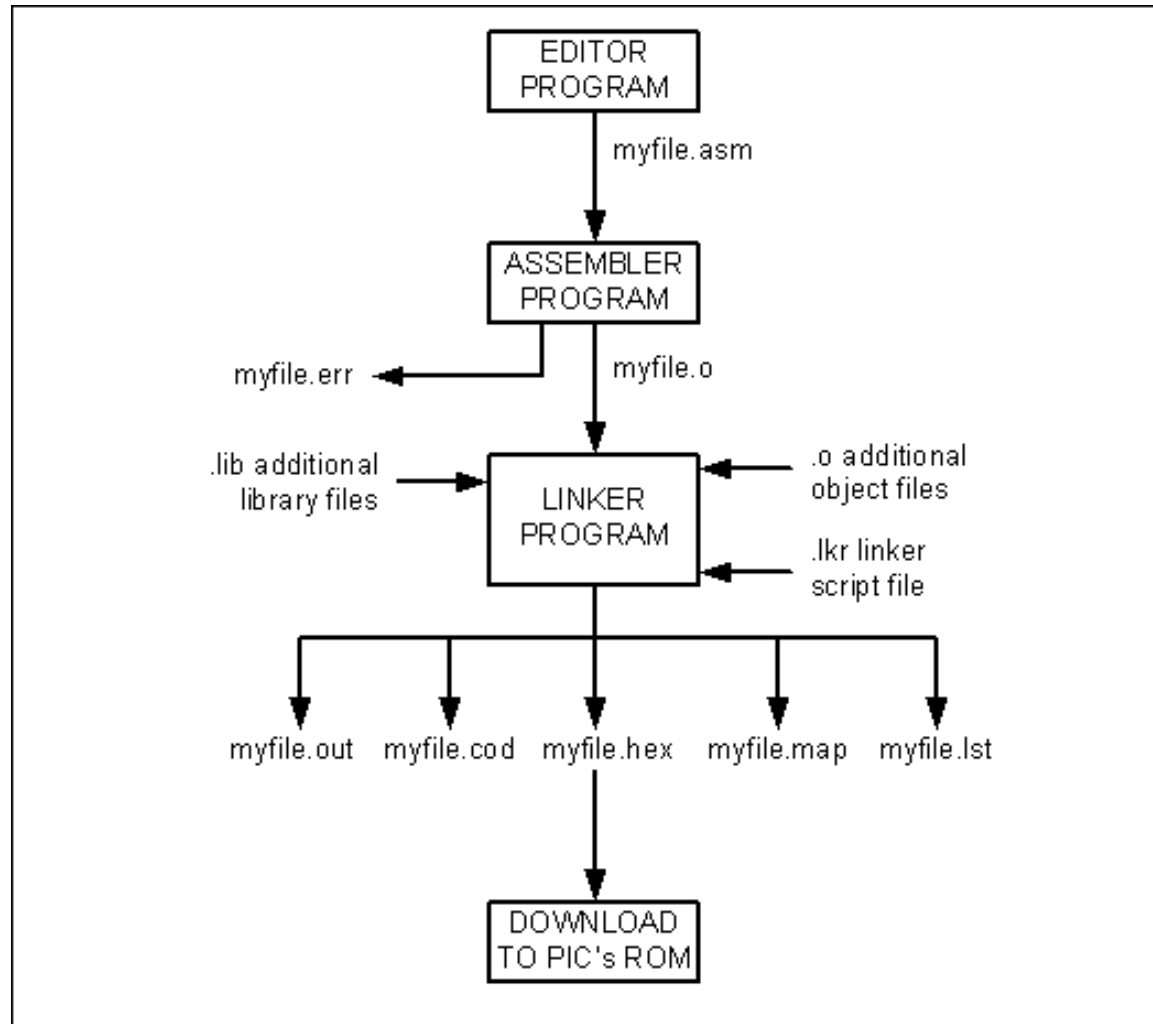 EDITOR
PROGRAM
myfile.asm
ASSEMBLER
PROGRAM
myfile.err
myfile.o
.lib additional
library files
LINKER
PROGRAM
.o additional
object files
.lkr linker
script file
myfile.out
myfile.cod
myfile.hex
myfile.map
myfile.lst
DOWNLOAD
TO PIC's ROM